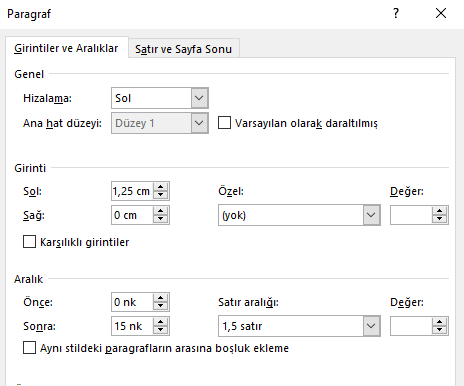 Paragraf ?
Girintiler ve Aralıklar Satır ve Sayfa Sonu
Genel
Hizalama: Sol
Ana hat düzeyi: Düzey 1 Varsayılan olarak daraltılmış
Girinti
Sol: 1,25 cm Özel: Değer:
Sağ: 0 cm (yok)
Karşılıklı girintiler
Aralık
Önce: 0 nk Satır aralığı: Değer:
Sonra: 15 nk 1,5 satır
Aynı stildeki paragrafların arasına boşluk ekleme